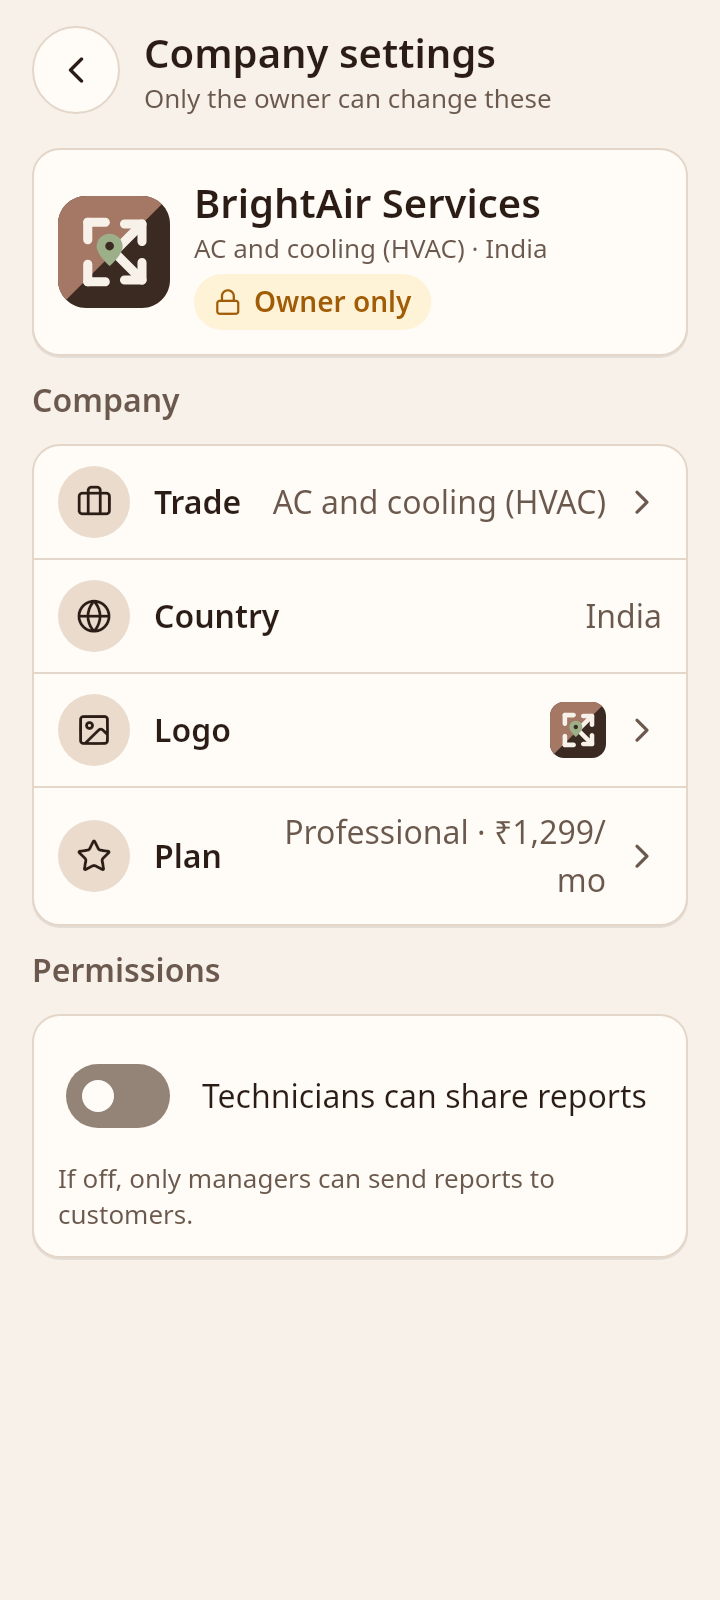 Company settings
Only the owner can change these
BrightAir Services
AC and cooling (HVAC) · India
Owner only
Company
Trade AC and cooling (HVAC)
Country India
Logo
Plan Professional · ₹1,299/
mo
Permissions
Technicians can share reports
If off, only managers can send reports to
customers.